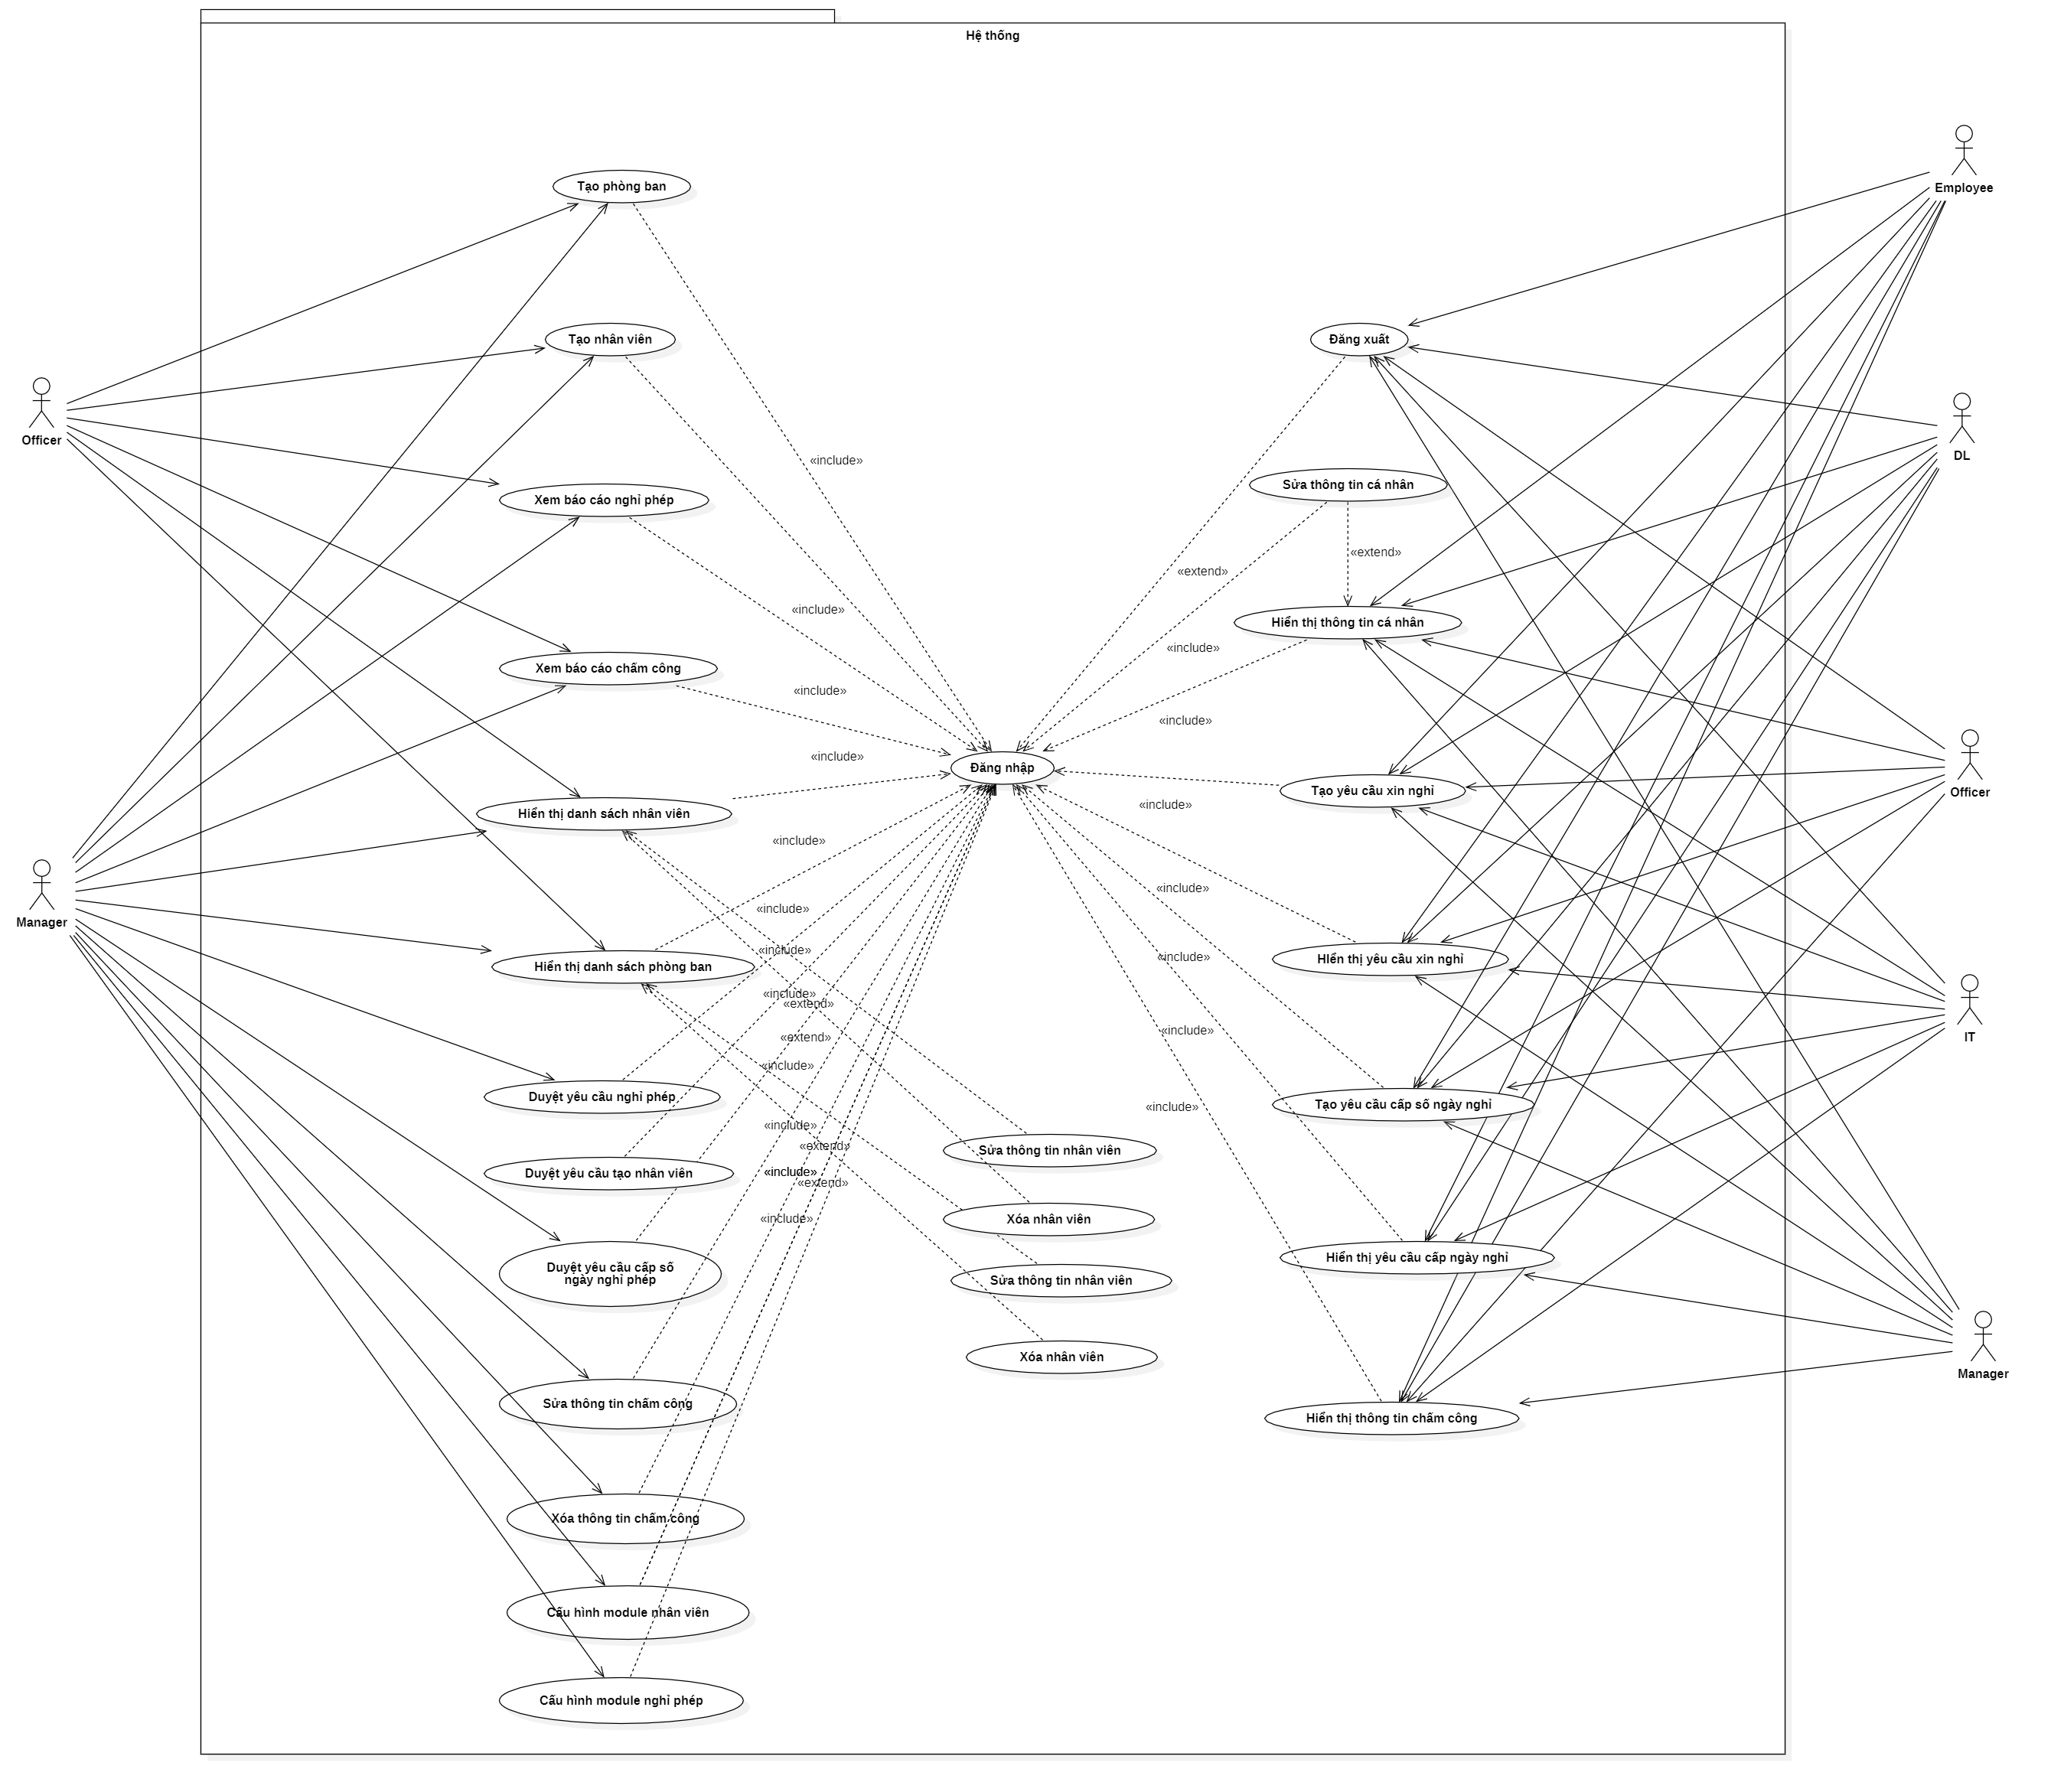 Hệ thống
Employee
Tạo phòng ban
Tạo nhân viên
Đăng xuất
Officer
DL
«include»
Sửa thông tin cá nhân
Xem báo cáo nghỉ phép
«extend»
«extend»
«include»
Hiển thị thông tin cá nhân
«include»
Xem báo cáo chấm công
«include»
«include»
«include»
Đăng nhập
Tạo yêu cầu xin nghỉ
Officer
«include»
Hiển thị danh sách nhân viên
«include»
«include»
«include»
Manager
«include»
«include»
HIển thị yêu cầu xin nghỉ
Hiển thị danh sách phòng ban
«include»
«extend»
«include»
«extend»
IT
«include»
Duyệt yêu cầu nghỉ phép
Tạo yêu cầu cấp số ngày nghỉ
«include»
«include»
«extend»
Sửa thông tin nhân viên
Duyệt yêu cầu tạo nhân viên
«include»
«extend»
«include»
Xóa nhân viên
Hiển thị yêu cầu cấp ngày nghỉ
Duyệt yêu cầu cấp số
ngày nghỉ phép
Sửa thông tin nhân viên
Xóa nhân viên
Manager
Sửa thông tin chấm công
Hiển thị thông tin chấm công
Xóa thông tin chấm công
Cấu hình module nhân viên
Cấu hình module nghỉ phép